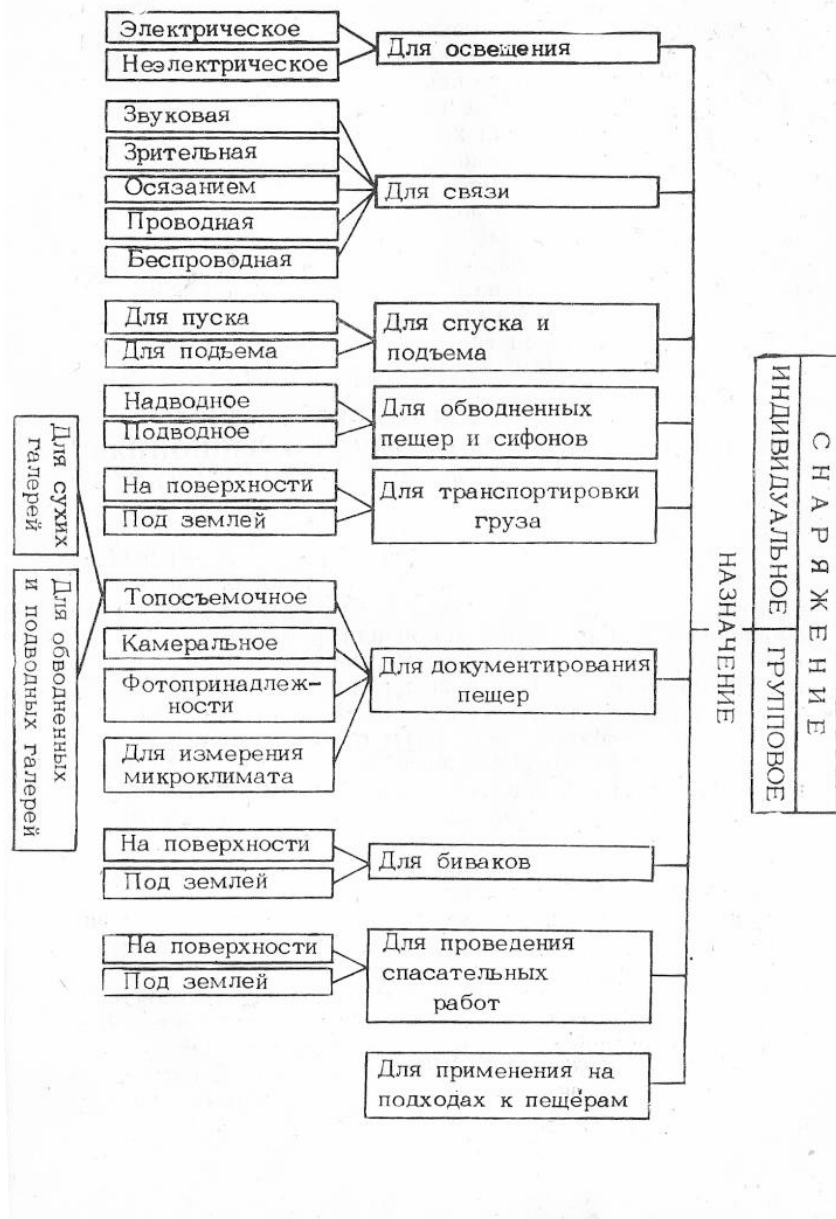 СНАРЯЖЕНИЕ
ИНДИВИДУАЛЬНОЕ
ГРУППОВОЕ
НАЗНАЧЕНИЕ
Для освещения
Электрическое
Неэлектрическое
Для связи
Звуковая
Зрительная
Осязанием
Проводная
Беспроводная
Для спуска и
подъема
Для пуска
Для подъема
Для обводненных
пещер и сифонов
Надводное
Подводное
Для транспортировки
груза
На поверхности
Под землей
Для документирования
пещер
Топосъемочное
Камеральное
Фотопринадлеж-
ности
Для измерения
микроклимата
Для сухих
галерей
Для обводненных
и подводных галерей
Для биваков
На поверхности
Под землей
Для проведения
спасательных
работ
На поверхности
Под землей
Для применения на
подходах к пещерам